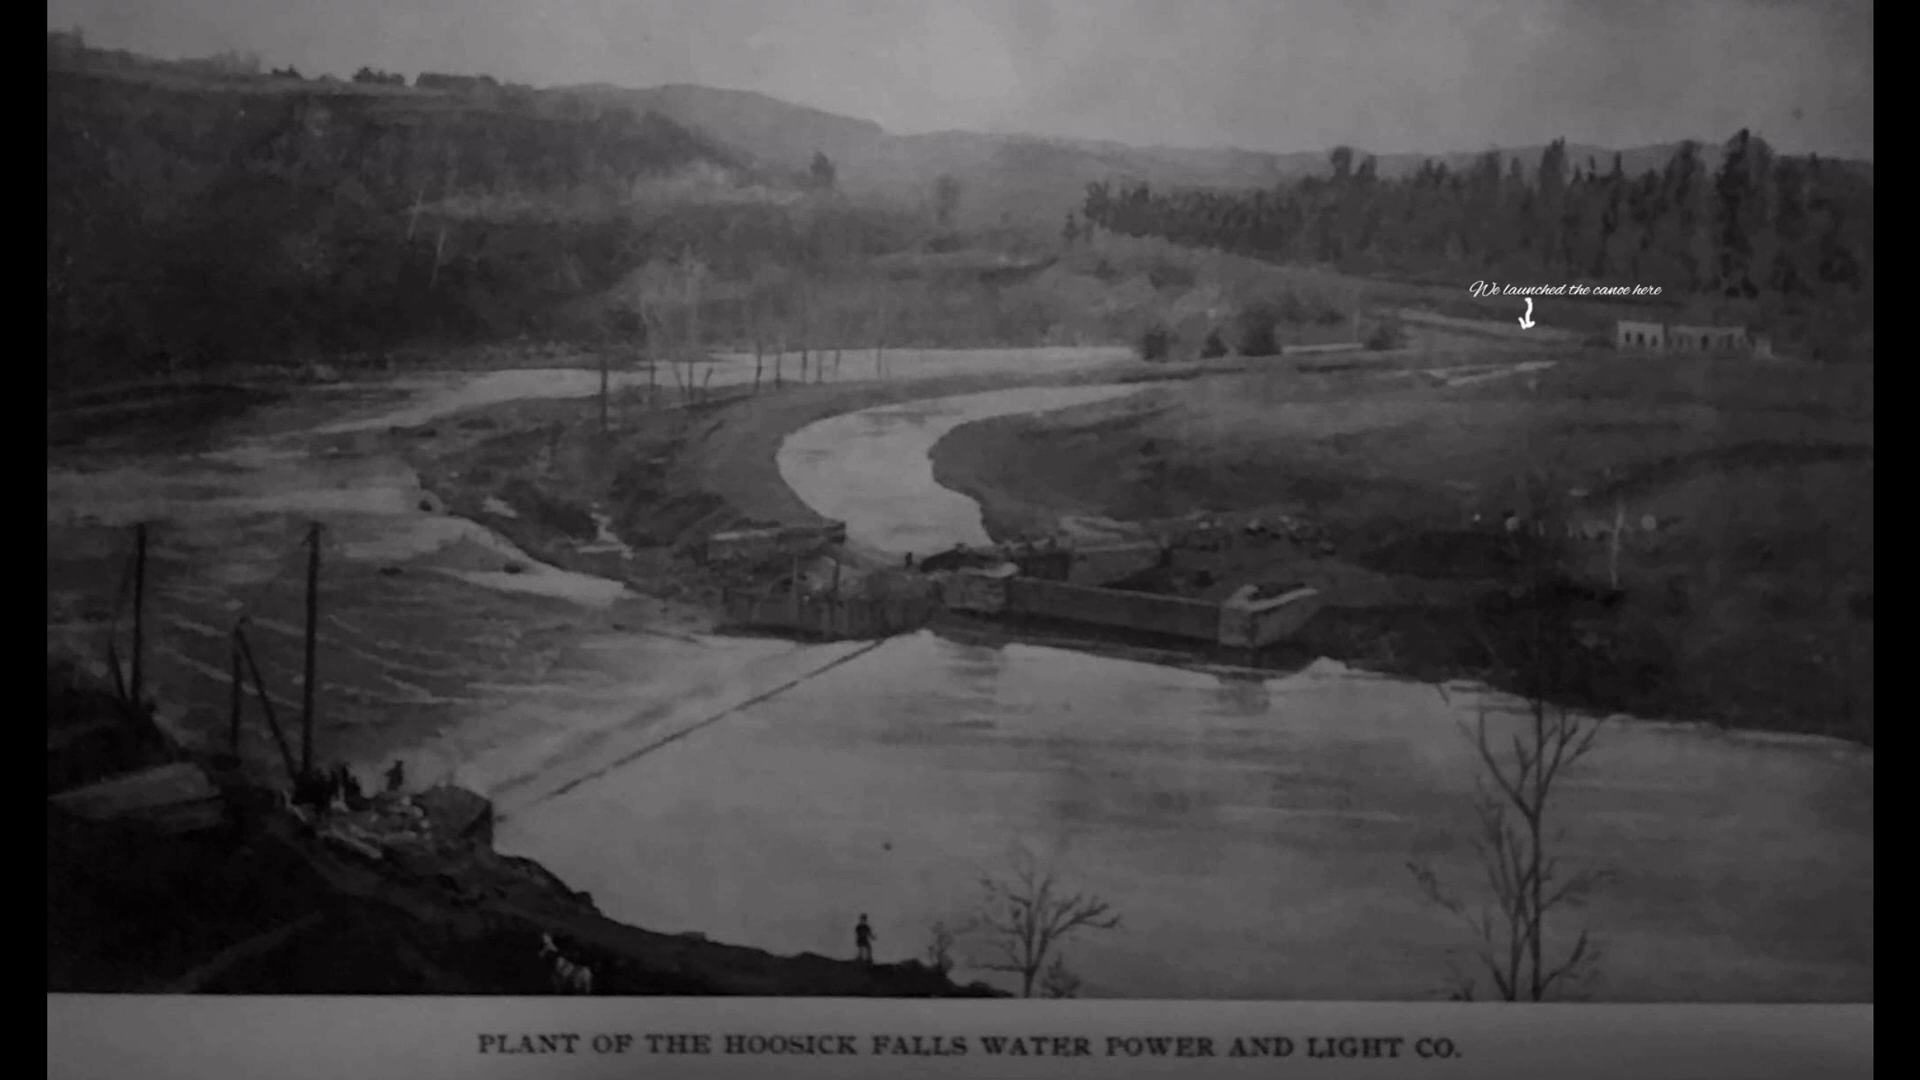 We launched the canoe here
PLANT OF THE HOOSICK FALLS WATER POWER AND LIGHT CO.